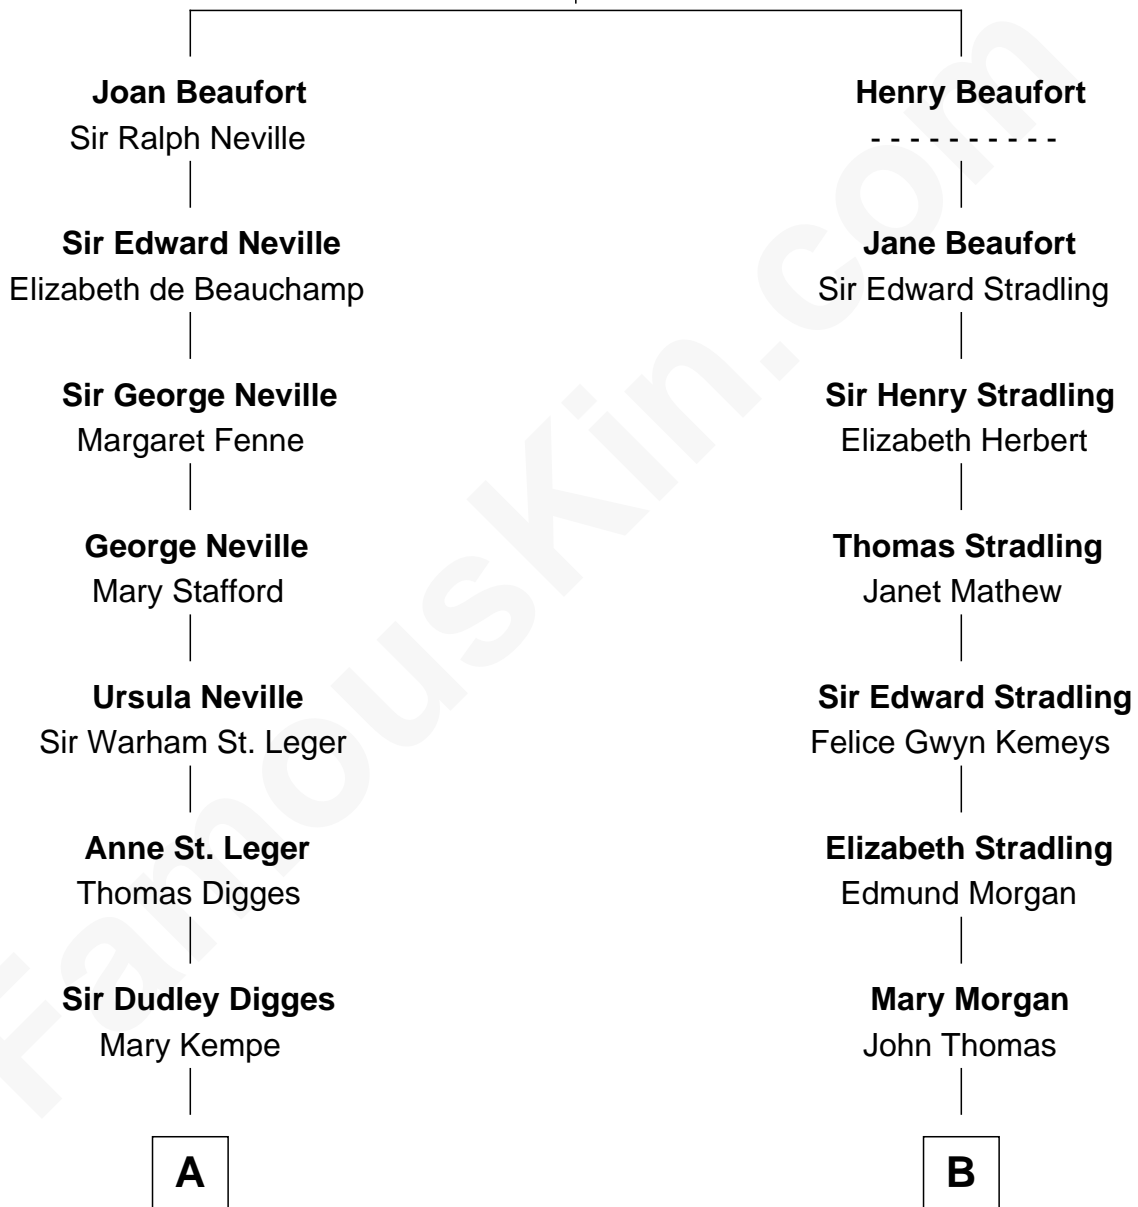 Joan Beaufort
Sir Ralph Neville
Sir Edward Neville
Elizabeth de Beauchamp
Sir George Neville
Margaret Fenne
George Neville
Mary Stafford
Ursula Neville
Sir Warham St. Leger
Anne St. Leger
Thomas Digges
Sir Dudley Digges
Mary Kempe
A
Henry Beaufort
- - - - - - - - - -
Jane Beaufort
Sir Edward Stradling
Sir Henry Stradling
Elizabeth Herbert
Thomas Stradling
Janet Mathew
Sir Edward Stradling
Felice Gwyn Kemeys
Elizabeth Stradling
Edmund Morgan
Mary Morgan
John Thomas
B
FamousKin.com